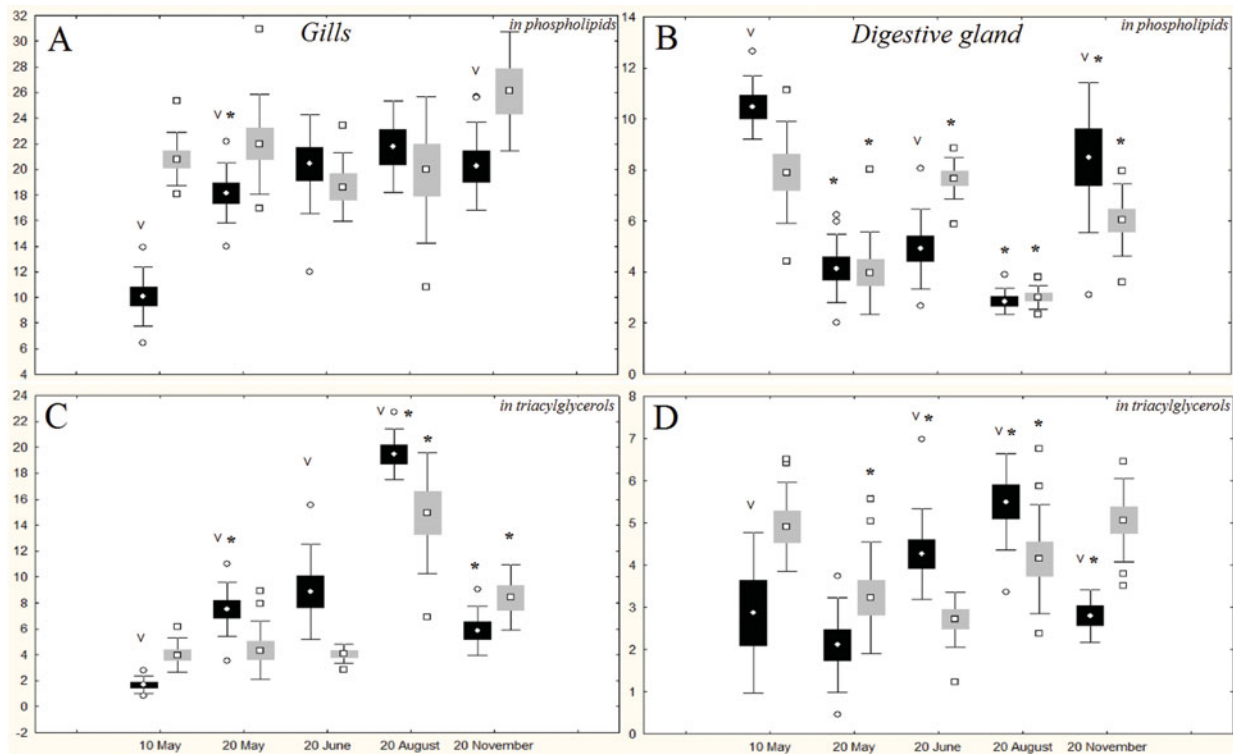 A
Gills
in phospholipids
32
30
28
26
24
22
20
18
16
14
12
10
8
6
4
v
v *
v
B
Digestive gland
in phospholipids
14
12
10
8
6
4
2
0
v
*
*
v
*
*
*
v *
*
C
in triacylglycerols
24
22
20
18
16
14
12
10
8
6
4
2
0
-2
v
v *
v
v *
*
*
*
10 May 20 May 20 June 20 August 20 November
D
in triacylglycerols
8
7
6
5
4
3
2
1
0
v
*
v *
v *
*
v *
10 May 20 May 20 June 20 August 20 November